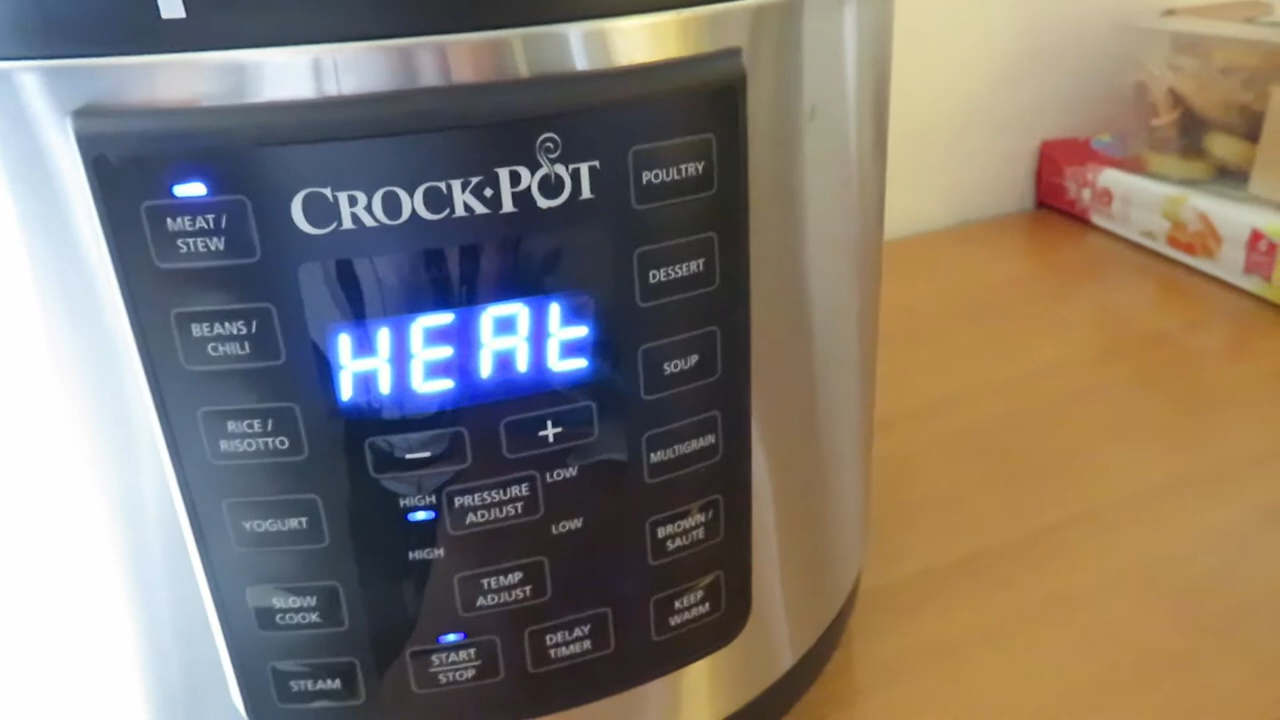 CROCK·POT
MEAT /
STEW
BEANS /
CHILI
RICE /
RISOTTO
YOGURT
SLOW
COOK
STEAM
HEAt
−
+
HIGH
LOW
PRESSURE
ADJUST
HIGH
LOW
TEMP
ADJUST
START
STOP
DELAY
TIMER
POULTRY
DESSERT
SOUP
MULTIGRAIN
BROWN /
SAUTÉ
KEEP
WARM